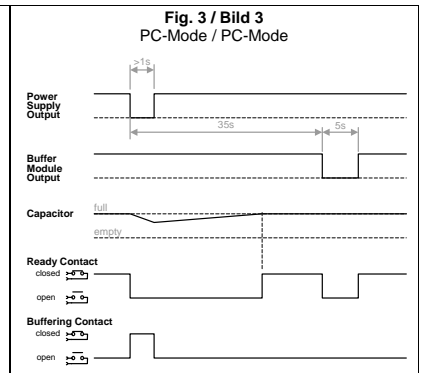 Fig. 3 / Bild 3
PC-Mode / PC-Mode
>1s
Power
Supply
Output
35s
5s
Buffer
Module
Output
full
Capacitor
empty
Ready Contact
closed
open
Buffering Contact
closed
open